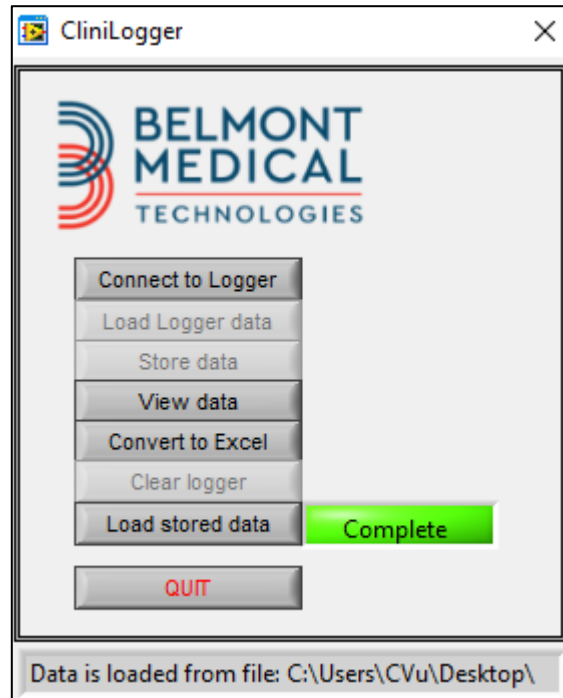 CliniLogger
BELMONT
MEDICAL
TECHNOLOGIES
Connect to Logger
Load Logger data
Store data
View data
Convert to Excel
Clear logger
Load stored data Complete
QUIT
Data is loaded from file: C:\Users\CVu\Desktop\